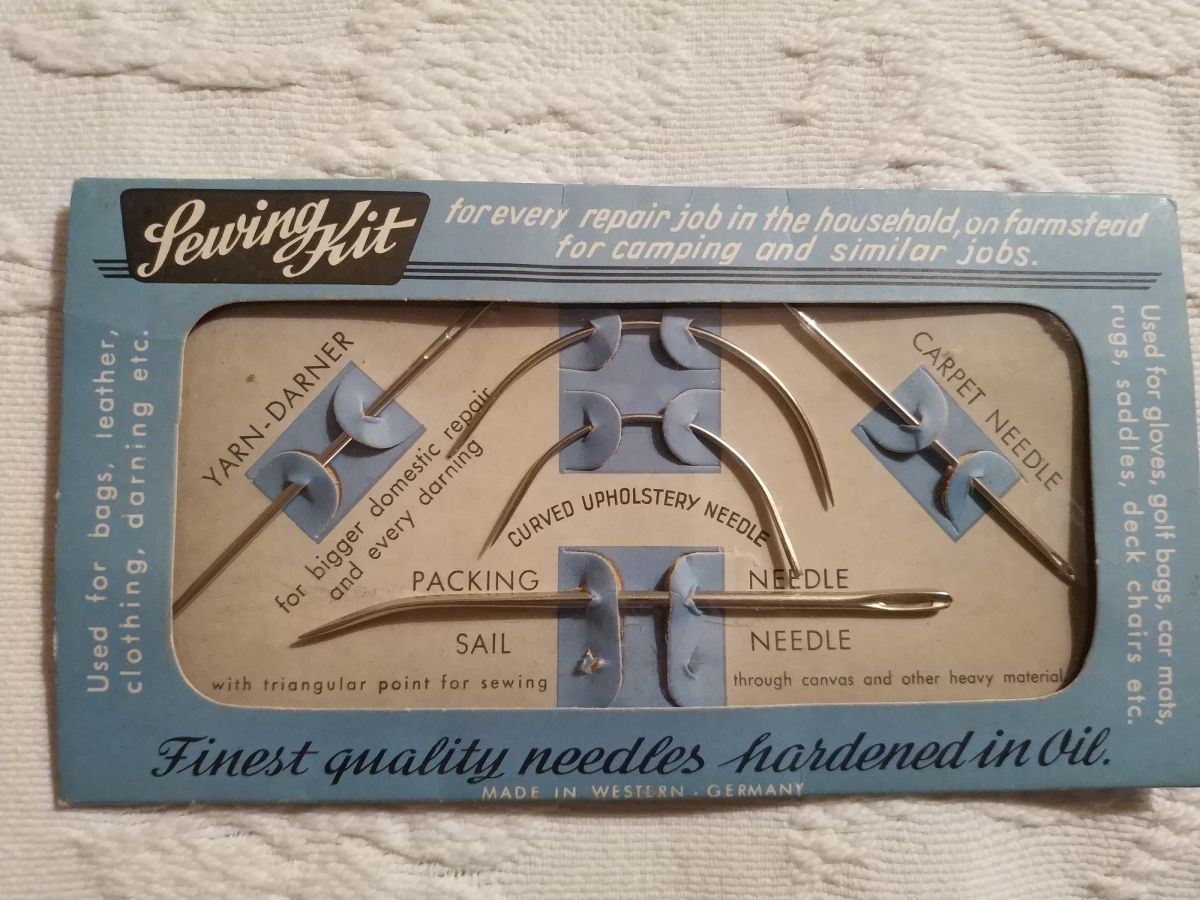 Sewing Kit
for every repair job in the household, on farmstead
for camping and similar jobs.
Used for bags, leather,
clothing, darning etc.
YARN-DARNER
for bigger domestic repair
and every darning
CURVED UPHOLSTERY NEEDLE
CARPET NEEDLE
Used for gloves, golf bags, car mats,
rugs, saddles, deck chairs etc.
PACKING NEEDLE
SAIL NEEDLE
with triangular point for sewing through canvas and other heavy material
Finest quality needles hardened in Oil.
MADE IN WESTERN - GERMANY